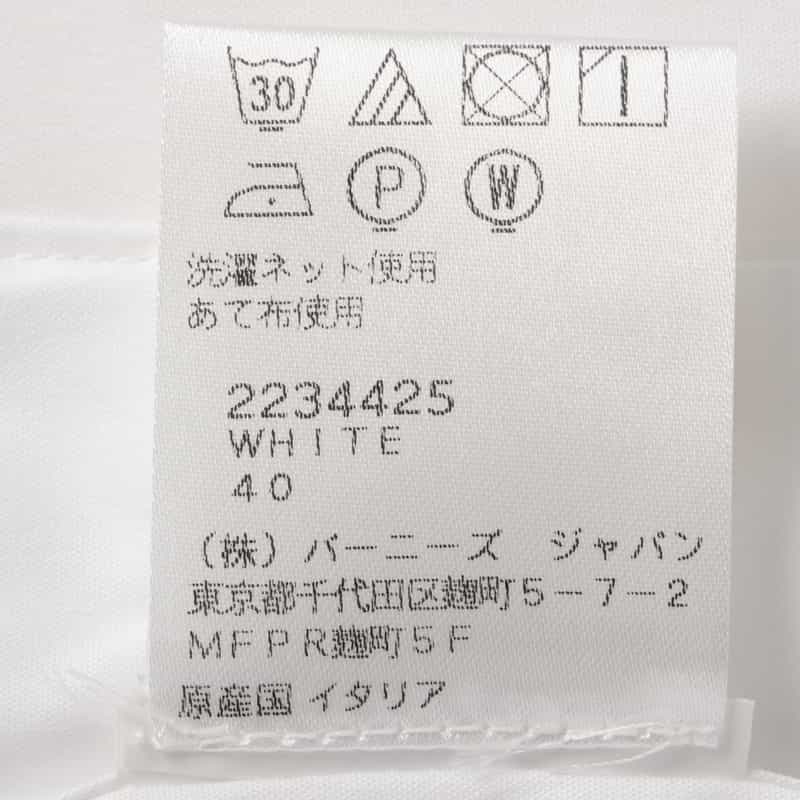 30
P W
洗濯ネット使用
あて布使用
2234425
WHITE
40
(株)バーニーズ ジャパン
東京都千代田区麹町5-7-2
MFPR麹町5F
原産国 イタリア